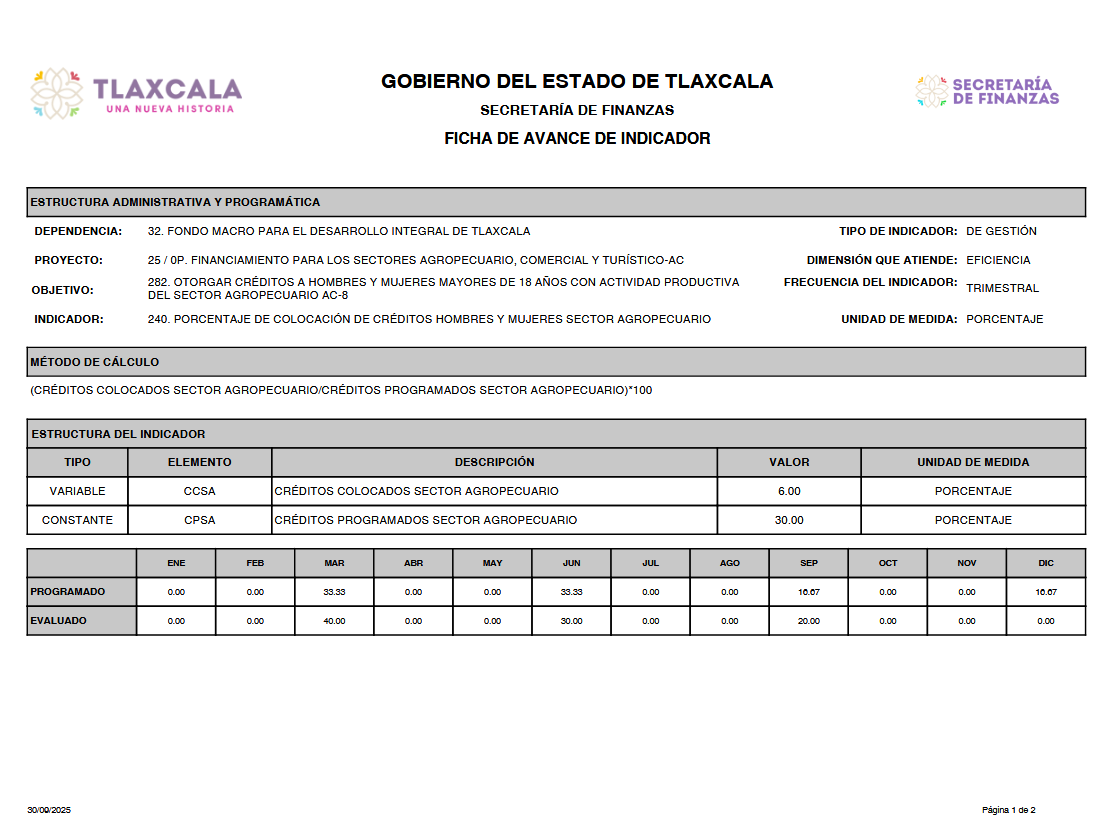 TLAXCALA
UNA NUEVA HISTORIA
GOBIERNO DEL ESTADO DE TLAXCALA
SECRETARÍA DE FINANZAS
FICHA DE AVANCE DE INDICADOR
SECRETARÍA
DE FINANZAS
ESTRUCTURA ADMINISTRATIVA Y PROGRAMÁTICA
DEPENDENCIA: 32. FONDO MACRO PARA EL DESARROLLO INTEGRAL DE TLAXCALA TIPO DE INDICADOR: DE GESTIÓN
PROYECTO: 25 / 0P. FINANCIAMIENTO PARA LOS SECTORES AGROPECUARIO, COMERCIAL Y TURÍSTICO-AC DIMENSIÓN QUE ATIENDE: EFICIENCIA
OBJETIVO: 282. OTORGAR CRÉDITOS A HOMBRES Y MUJERES MAYORES DE 18 AÑOS CON ACTIVIDAD PRODUCTIVA
DEL SECTOR AGROPECUARIO AC-8
FRECUENCIA DEL INDICADOR: TRIMESTRAL
INDICADOR: 240. PORCENTAJE DE COLOCACIÓN DE CRÉDITOS HOMBRES Y MUJERES SECTOR AGROPECUARIO UNIDAD DE MEDIDA: PORCENTAJE
MÉTODO DE CÁLCULO
(CRÉDITOS COLOCADOS SECTOR AGROPECUARIO/CRÉDITOS PROGRAMADOS SECTOR AGROPECUARIO)*100
ESTRUCTURA DEL INDICADOR
TIPO ELEMENTO DESCRIPCIÓN VALOR UNIDAD DE MEDIDA
VARIABLE CCSA CRÉDITOS COLOCADOS SECTOR AGROPECUARIO 6.00 PORCENTAJE
CONSTANTE CPSA CRÉDITOS PROGRAMADOS SECTOR AGROPECUARIO 30.00 PORCENTAJE
ENE FEB MAR ABR MAY JUN JUL AGO SEP OCT NOV DIC
PROGRAMADO 0.00 0.00 33.33 0.00 0.00 33.33 0.00 0.00 16.67 0.00 0.00 16.67
EVALUADO 0.00 0.00 40.00 0.00 0.00 30.00 0.00 0.00 20.00 0.00 0.00 0.00
30/09/2025 Página 1 de 2